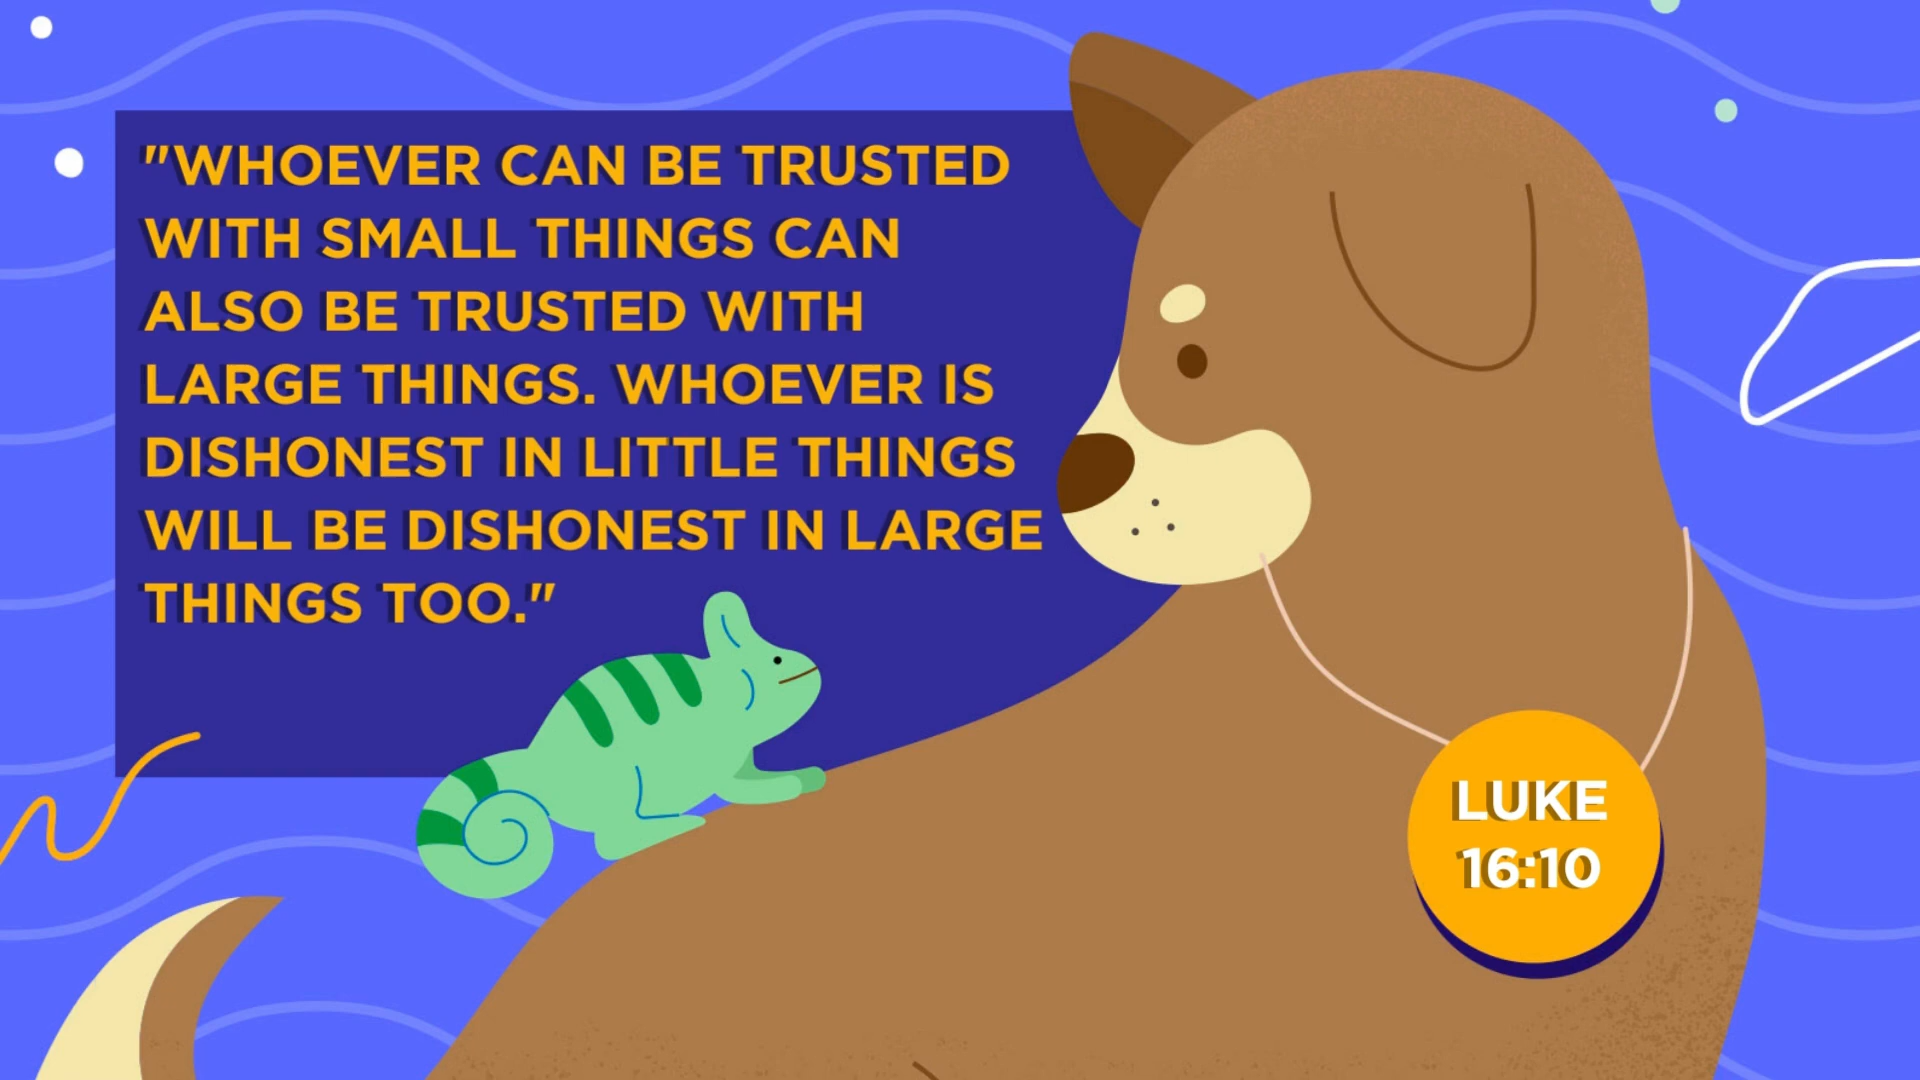 "WHOEVER CAN BE TRUSTED
WITH SMALL THINGS CAN
ALSO BE TRUSTED WITH
LARGE THINGS. WHOEVER IS
DISHONEST IN LITTLE THINGS
WILL BE DISHONEST IN LARGE
THINGS TOO."
LUKE
16:10